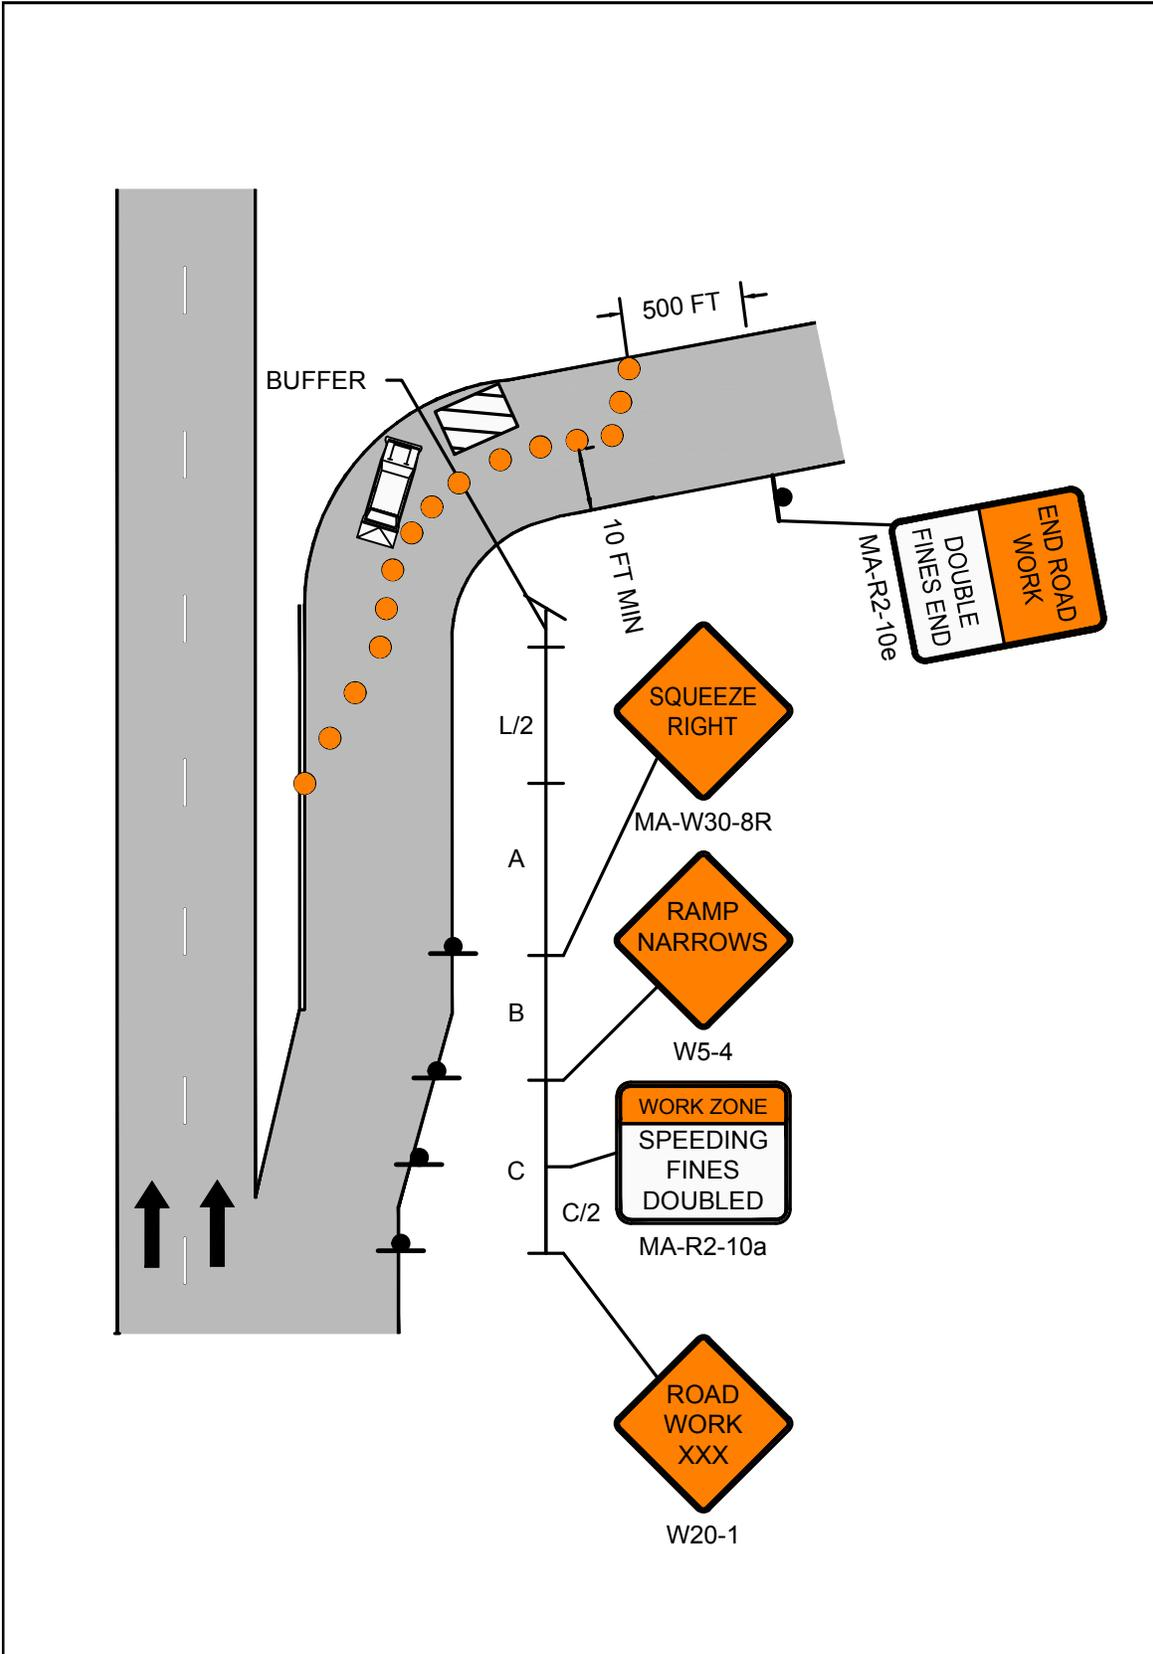 500 FT
BUFFER
10 FT MIN
END ROAD
WORK
DOUBLE
FINES END
MA-R2-10e
L/2
SQUEEZE
RIGHT
MA-W30-8R
A
RAMP
NARROWS
W5-4
B
WORK ZONE
SPEEDING
FINES
DOUBLED
MA-R2-10a
C
C/2
ROAD
WORK
XXX
W20-1